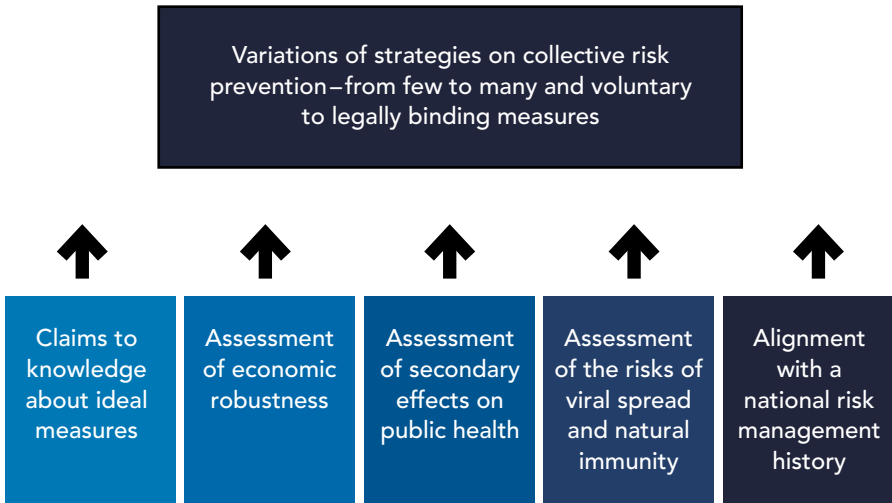 Variations of strategies on collective risk
prevention–from few to many and voluntary
to legally binding measures
Claims to
knowledge
about ideal
measures
Assessment
of economic
robustness
Assessment
of secondary
effects on
public health
Assessment
of the risks of
viral spread
and natural
immunity
Alignment
with a
national risk
management
history